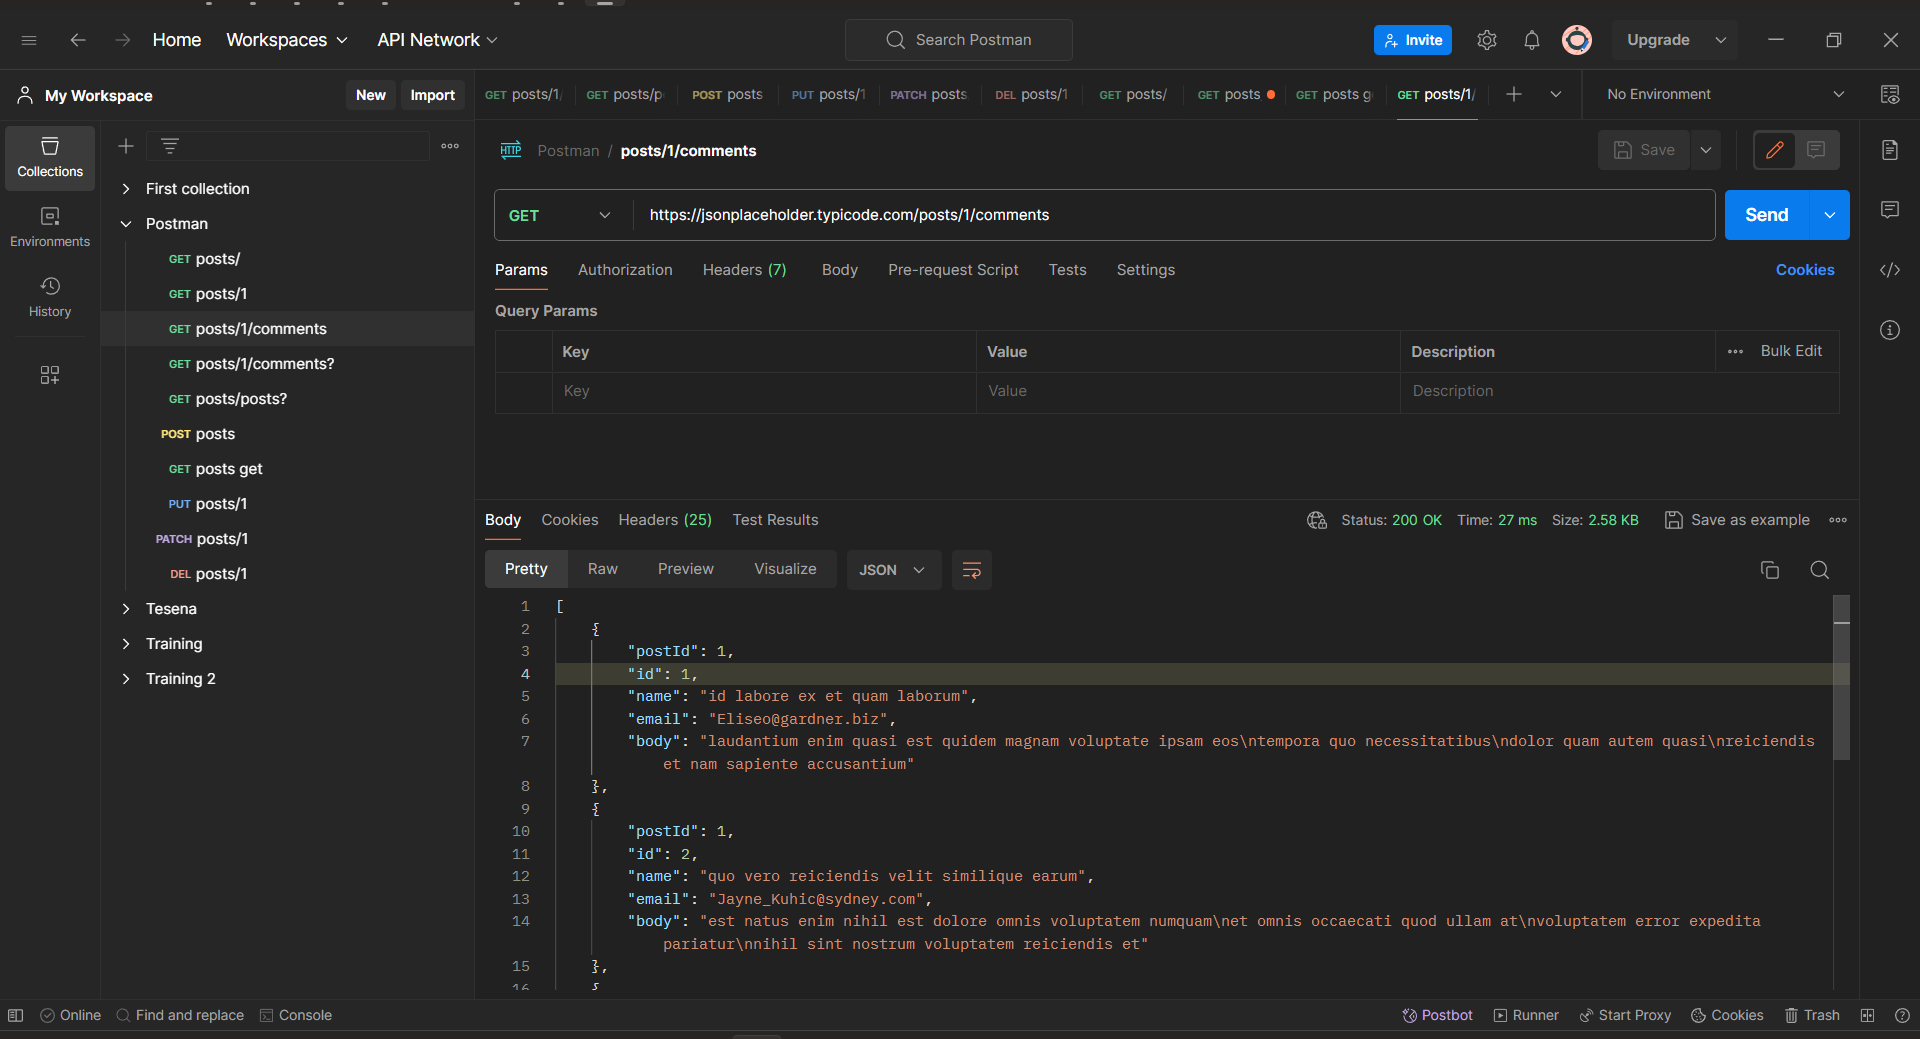 Home Workspaces API Network Search Postman Invite Upgrade
My Workspace New Import
GET posts/1/ GET posts/p POST posts PUT posts/1 PATCH posts DEL posts/1 GET posts/ GET posts GET posts g GET posts/1/ No Environment
Collections
Environments
History
First collection
Postman
GET posts/
GET posts/1
GET posts/1/comments
GET posts/1/comments?
GET posts/posts?
POST posts
GET posts get
PUT posts/1
PATCH posts/1
DEL posts/1
Tesena
Training
Training 2
HTTP Postman / posts/1/comments Save
GET https://jsonplaceholder.typicode.com/posts/1/comments Send
Params Authorization Headers (7) Body Pre-request Script Tests Settings Cookies
Query Params
Key Value Description Bulk Edit
Key Value Description
Body Cookies Headers (25) Test Results Status: 200 OK Time: 27 ms Size: 2.58 KB Save as example
Pretty Raw Preview Visualize JSON
1 [
2 {
3 "postId": 1,
4 "id": 1,
5 "name": "id labore ex et quam laborum",
6 "email": "Eliseo@gardner.biz",
7 "body": "laudantium enim quasi est quidem magnam voluptate ipsam eos\ntempora quo necessitatibus\ndolor quam autem quasi\nreiciendis
et nam sapiente accusantium"
8 },
9 {
10 "postId": 1,
11 "id": 2,
12 "name": "quo vero reiciendis velit similique earum",
13 "email": "Jayne_Kuhic@sydney.com",
14 "body": "est natus enim nihil est dolore omnis voluptatem numquam\net omnis occaecati quod ullam at\nvoluptatem error expedita
pariatur\nnihil sint nostrum voluptatem reiciendis et"
15 },
16 {
Online Find and replace Console Postbot Runner Start Proxy Cookies Trash